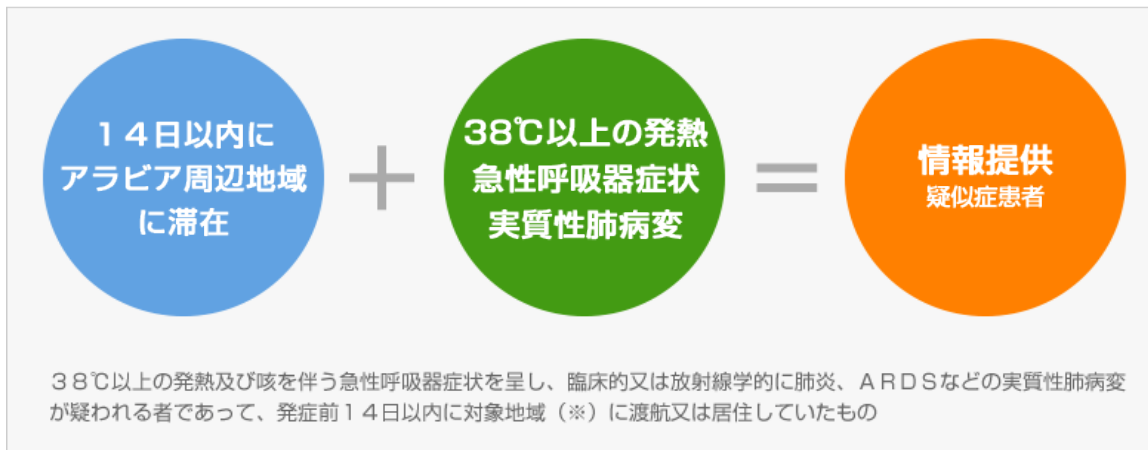 １４日以内に
アラビア周辺地域
に滞在
+
38℃以上の発熱
急性呼吸器症状
実質性肺病変
=
情報提供
疑似症患者
３８℃以上の発熱及び咳を伴う急性呼吸器症状を呈し、臨床的又は放射線学的に肺炎、ＡＲＤＳなどの実質性肺病変
が疑われる者であって、発症前１４日以内に対象地域（※）に渡航又は居住していたもの